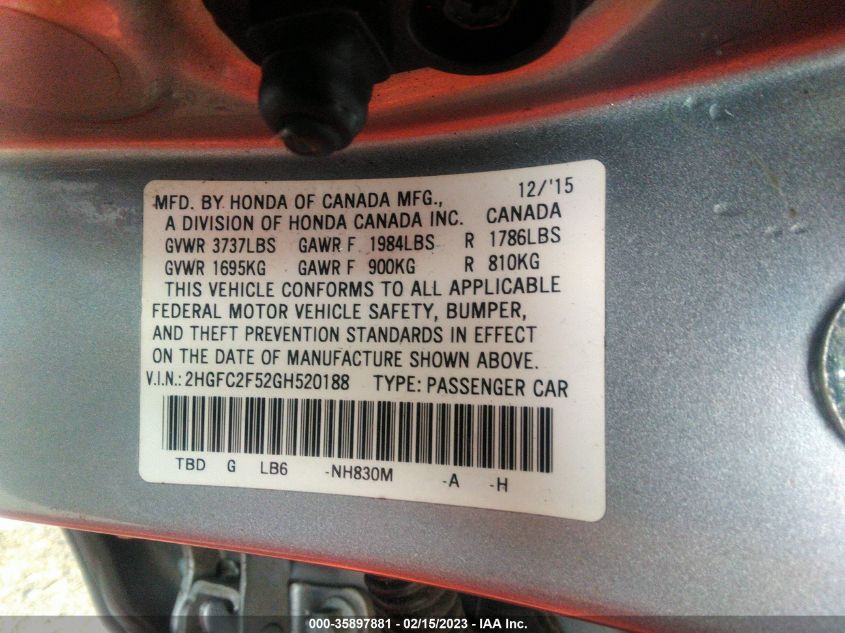 12/'15
MFD. BY HONDA OF CANADA MFG.,
A DIVISION OF HONDA CANADA INC. CANADA
GVWR 3737LBS GAWR F 1984LBS R 1786LBS
GVWR 1695KG GAWR F 900KG R 810KG
THIS VEHICLE CONFORMS TO ALL APPLICABLE
FEDERAL MOTOR VEHICLE SAFETY, BUMPER,
AND THEFT PREVENTION STANDARDS IN EFFECT
ON THE DATE OF MANUFACTURE SHOWN ABOVE.
V.I.N.: 2HGFC2F52GH520188 TYPE: PASSENGER CAR
TBD G LB6 -NH830M -A -H
000-35897881 - 02/15/2023 - IAA Inc.